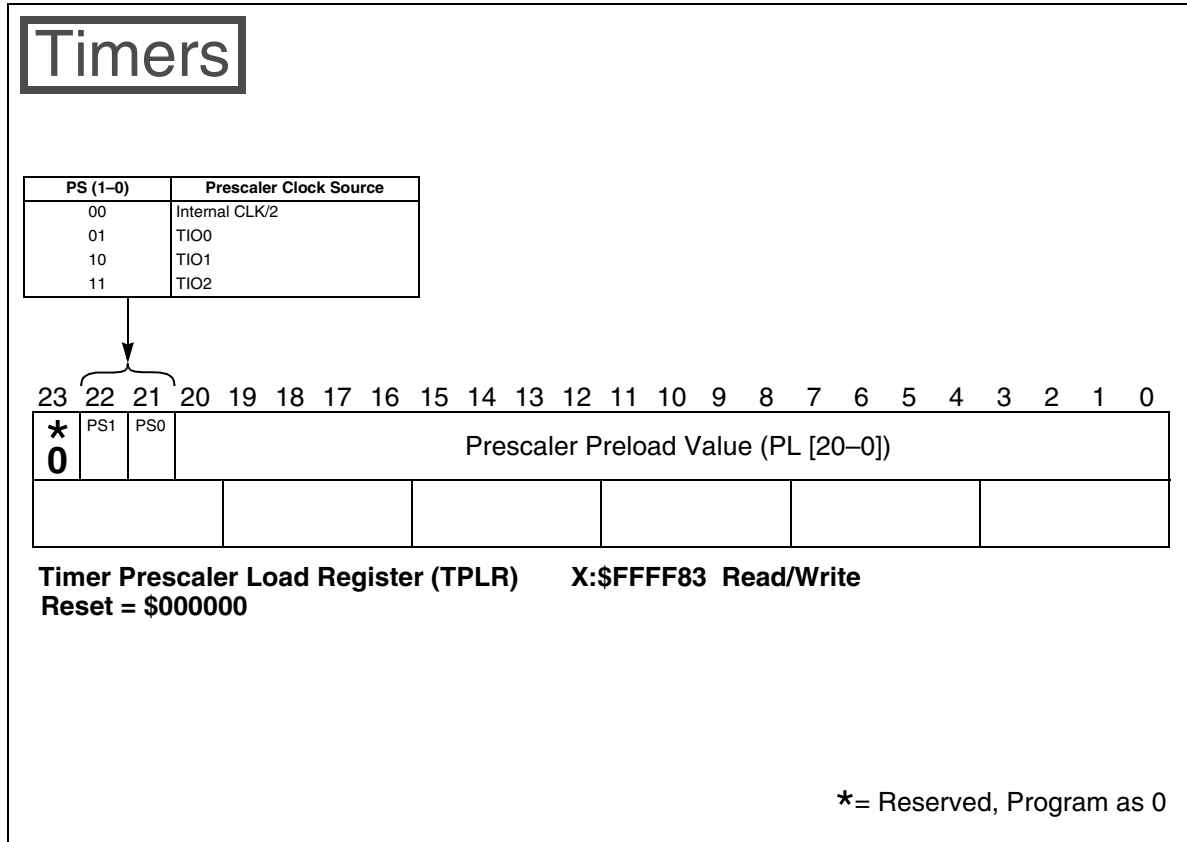 Timers
PS (1–0) Prescaler Clock Source
00 Internal CLK/2
01 TIO0
10 TIO1
11 TIO2
23 22 21 20 19 18 17 16 15 14 13 12 11 10 9 8 7 6 5 4 3 2 1 0
* PS1 PS0 Prescaler Preload Value (PL [20–0])
0
Timer Prescaler Load Register (TPLR) X:$FFFF83 Read/Write
Reset = $000000
*= Reserved, Program as 0